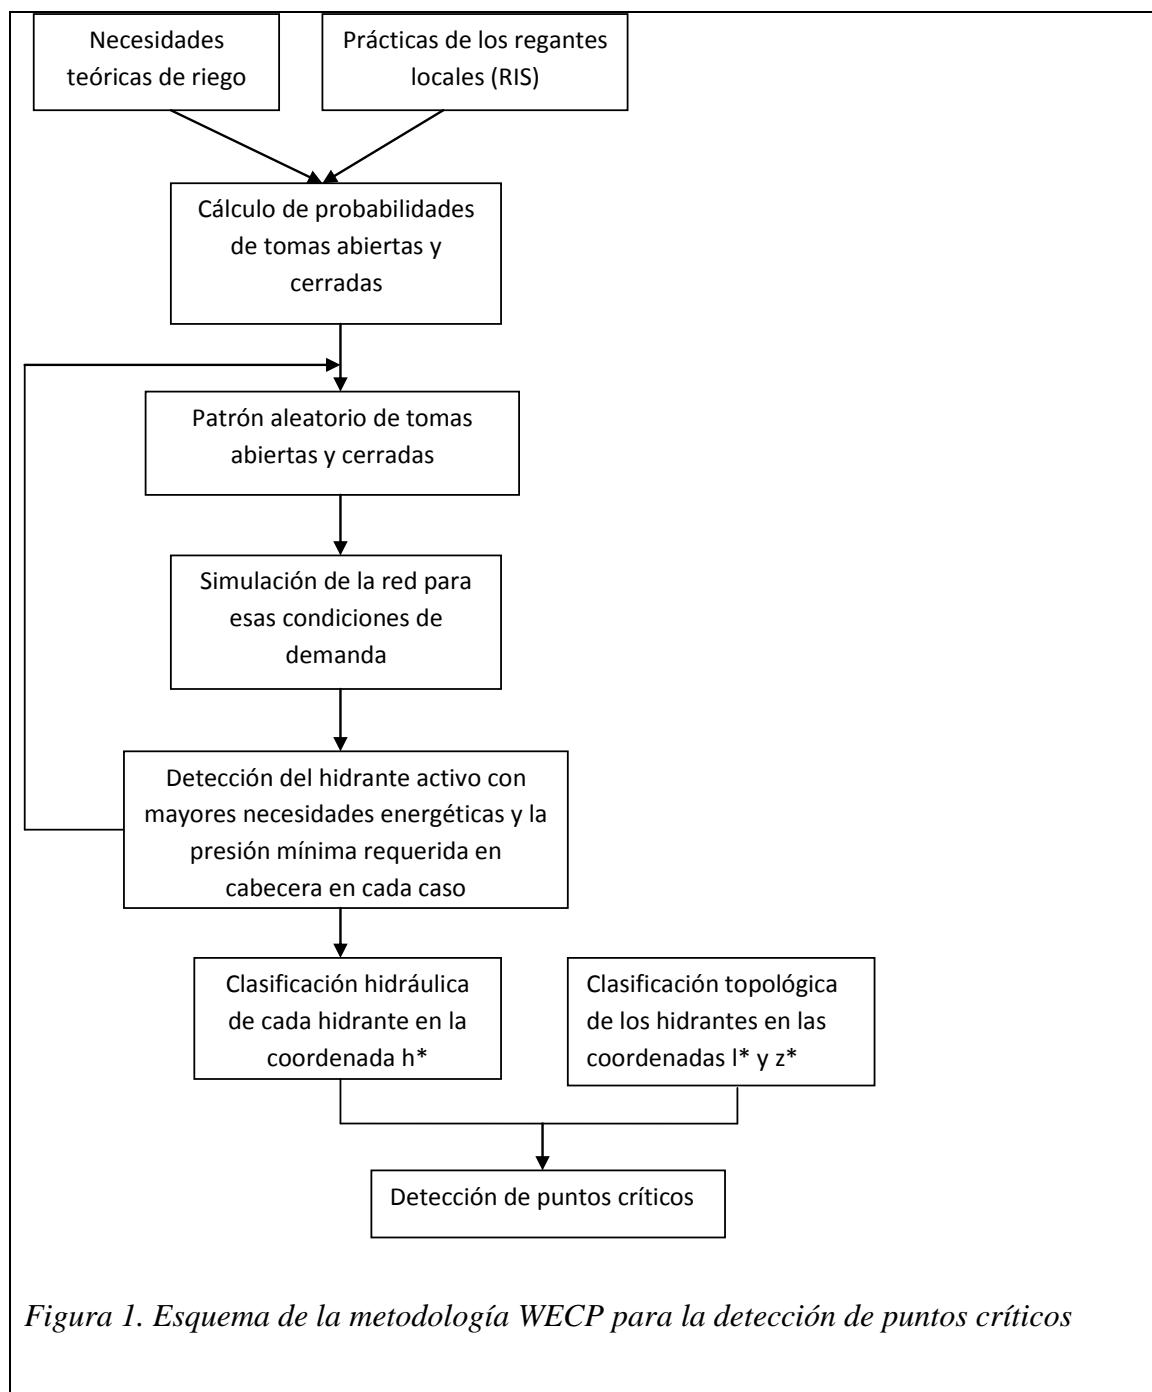 Necesidades
teóricas de riego
Prácticas de los regantes
locales (RIS)
Cálculo de probabilidades
de tomas abiertas y
cerradas
Patrón aleatorio de tomas
abiertas y cerradas
Simulación de la red para
esas condiciones de
demanda
Detección del hidrante activo con
mayores necesidades energéticas y la
presión mínima requerida en
cabecera en cada caso
Clasificación hidráulica
de cada hidrante en la
coordenada h*
Clasificación topológica
de los hidrantes en las
coordenadas l* y z*
Detección de puntos críticos
Figura 1. Esquema de la metodología WECP para la detección de puntos críticos